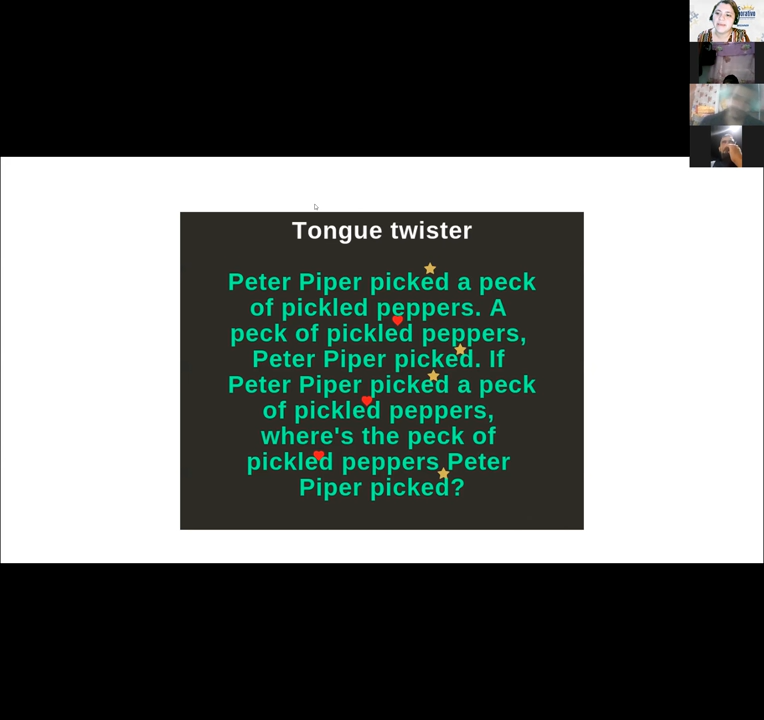 Tongue twister
Peter Piper picked a peck
of pickled peppers. A
peck of pickled peppers,
Peter Piper picked. If
Peter Piper picked a peck
of pickled peppers,
where's the peck of
pickled peppers Peter
Piper picked?